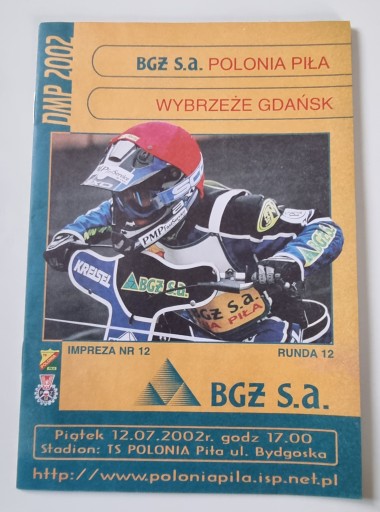 DMP 2002
BGŻ S.a. POLONIA PIŁA
WYBRZEŻE GDAŃSK
PMP
KREISEL
BGŻ S.a.
BGŻ S.a.
PIŁA
IMPREZA NR 12
RUNDA 12
BGŻ S.a.
Piątek 12.07.2002r. godz 17.00
Stadion: TS POLONIA Piła ul. Bydgoska
http://www.poloniapila.isp.net.pl